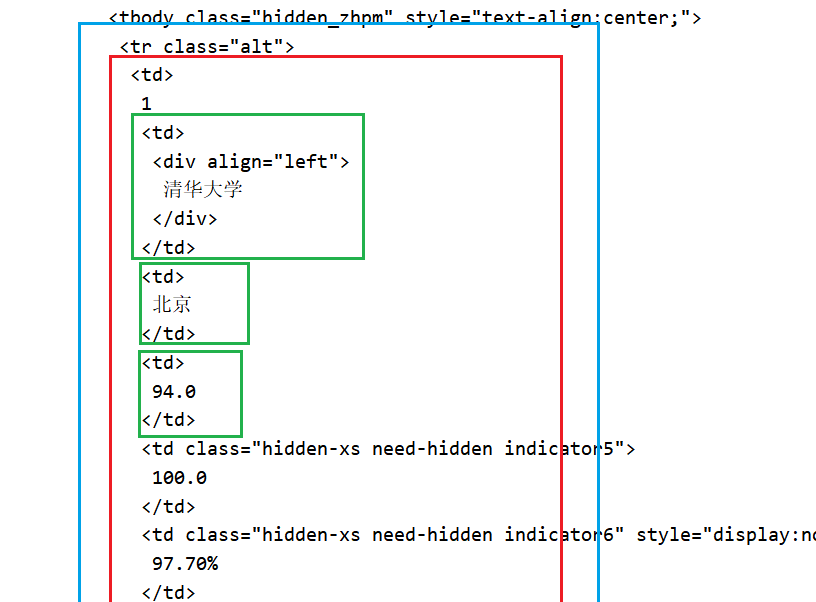 <tbody class="hidden_zhpm" style="text-align:center;">
<tr class="alt">
<td>
1
<td>
<div align="left">
清华大学
</div>
</td>
<td>
北京
</td>
<td>
94.0
</td>
<td class="hidden-xs need-hidden indicator5">
100.0
</td>
<td class="hidden-xs need-hidden indicator6" style="display:no
97.70%
</td>